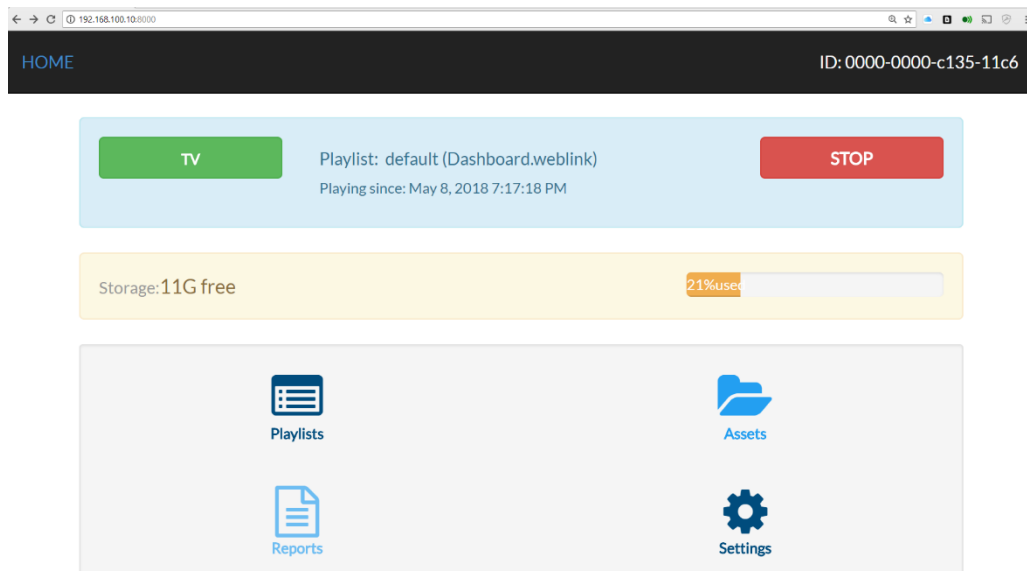 192.168.100.10:8000
HOME
ID: 0000-0000-c135-11c6
TV
Playlist: default (Dashboard.weblink)
STOP
Playing since: May 8, 2018 7:17:18 PM
Storage:11G free
21%used
Playlists
Assets
Reports
Settings